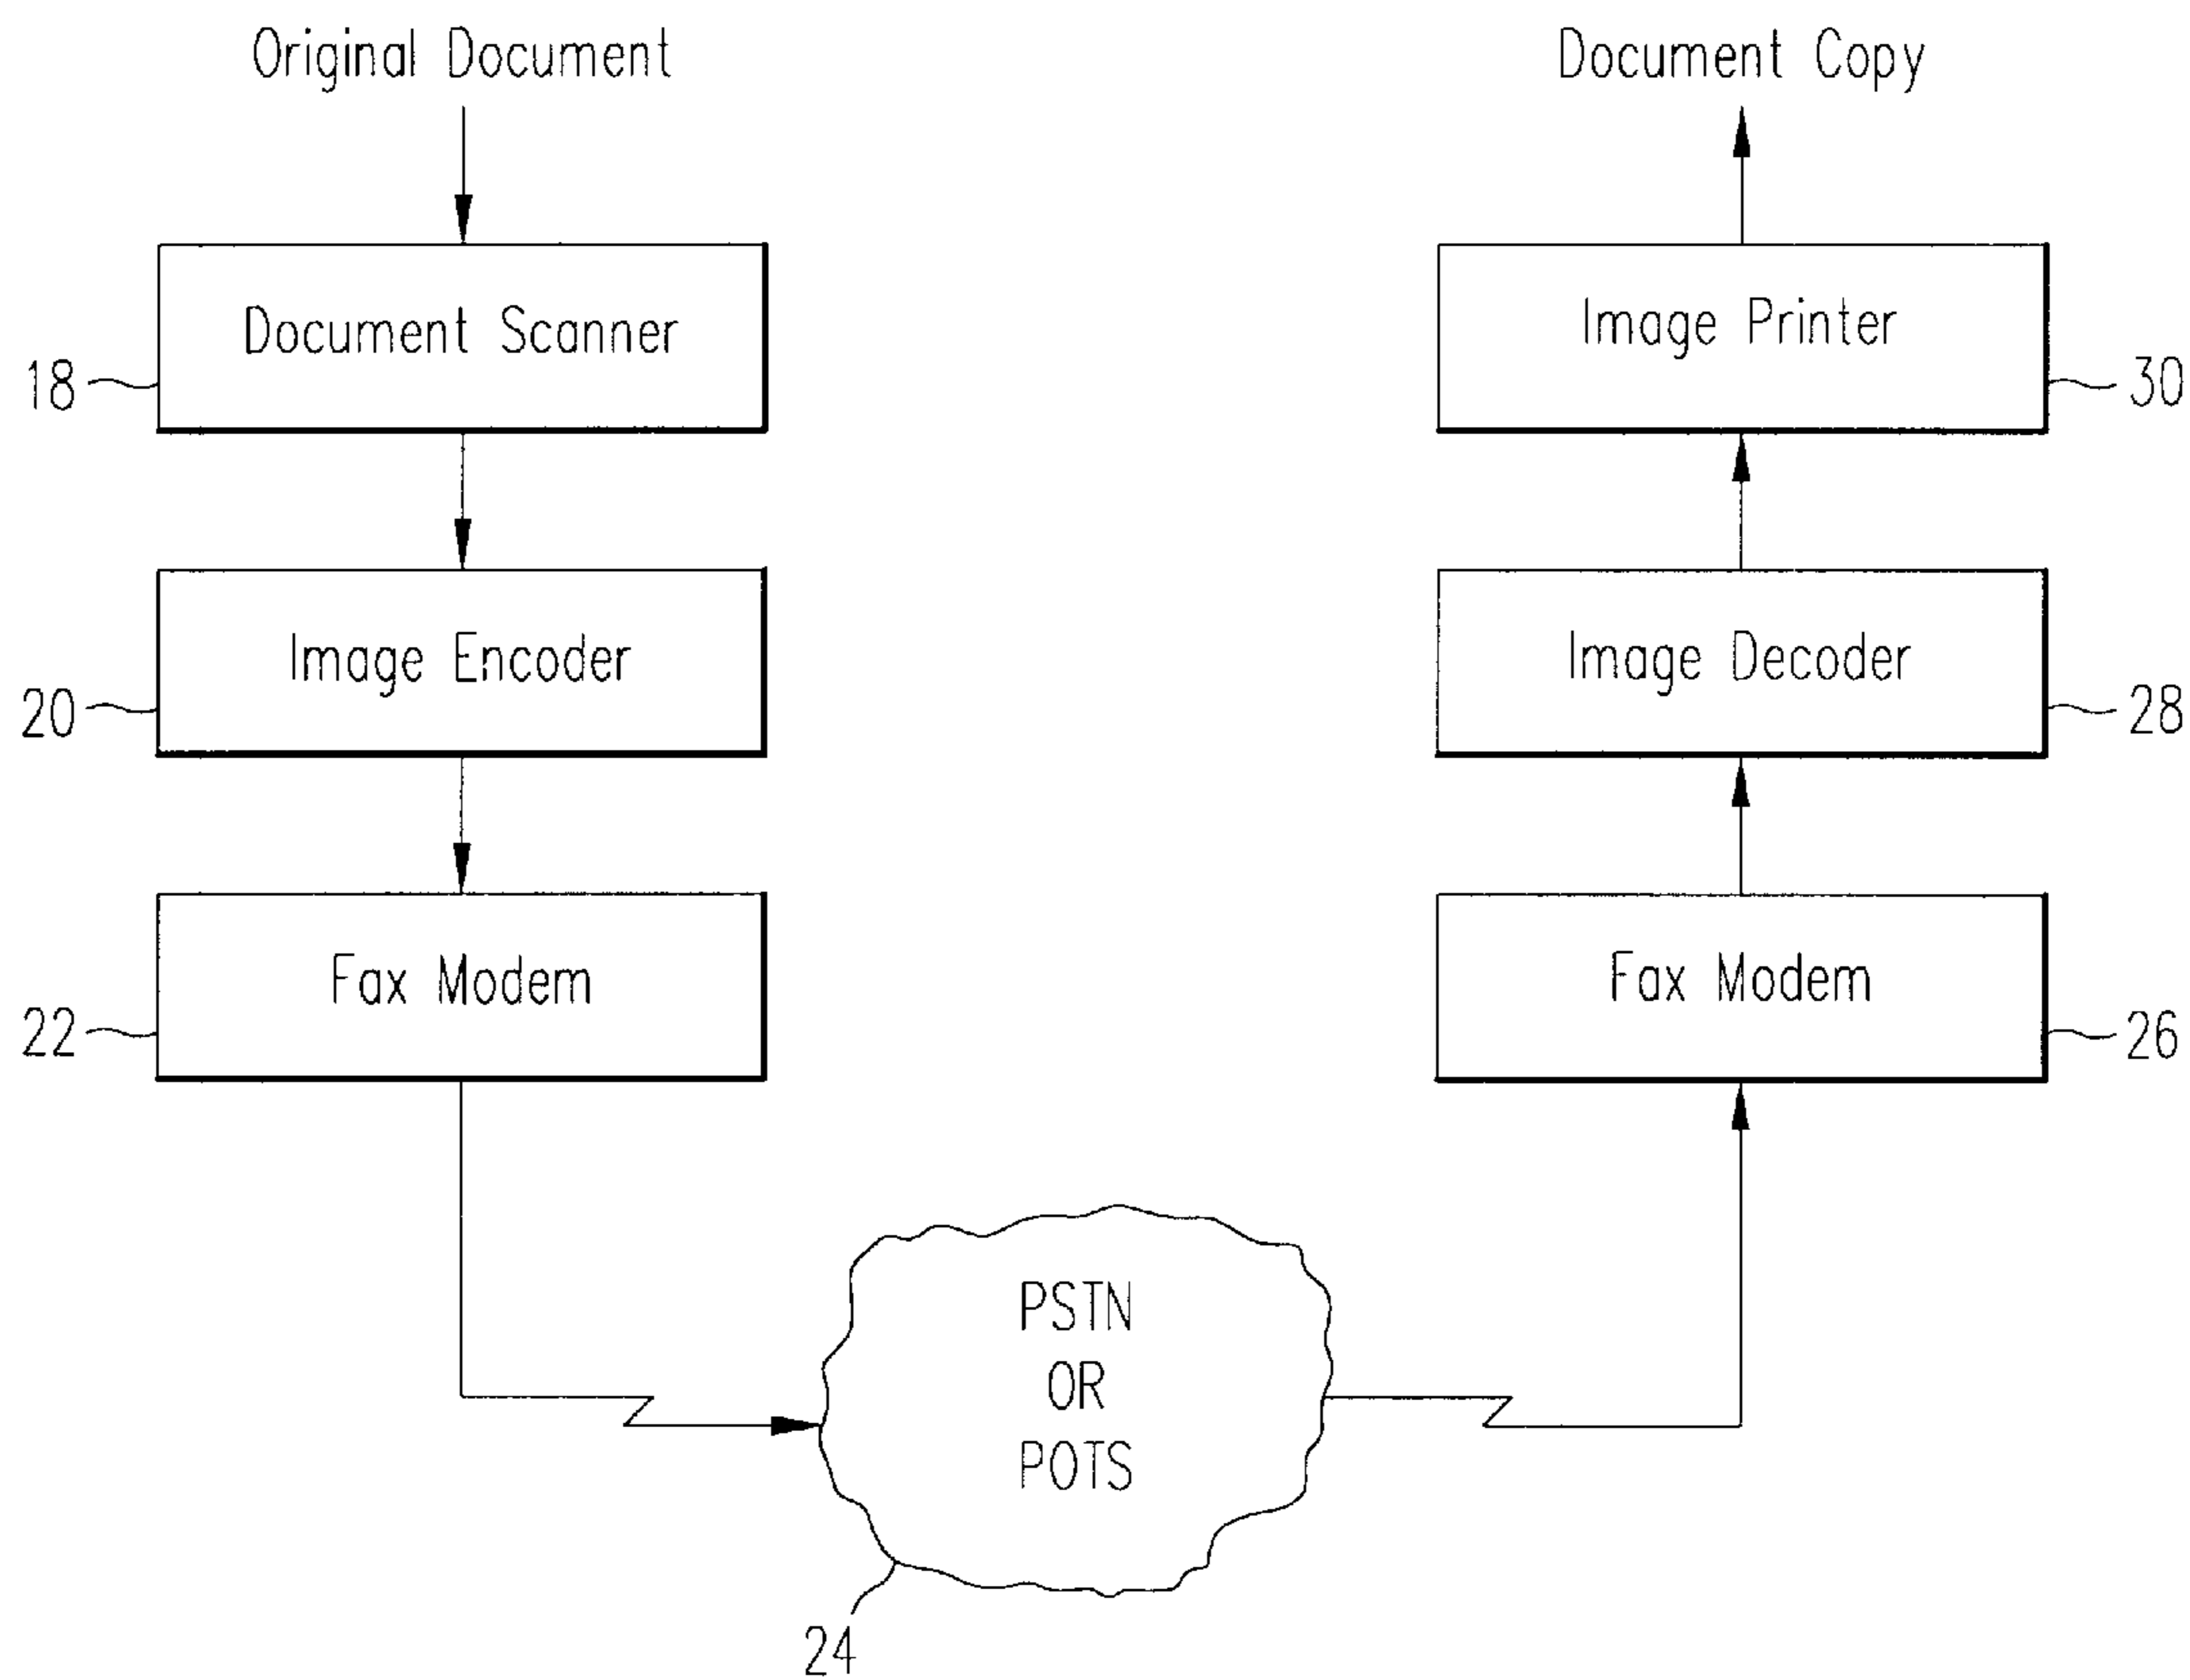 Original Document
Document Copy
Document Scanner
18
Image Printer
30
Image Encoder
20
Image Decoder
28
Fax Modem
22
Fax Modem
26
PSTN
OR
POTS
24